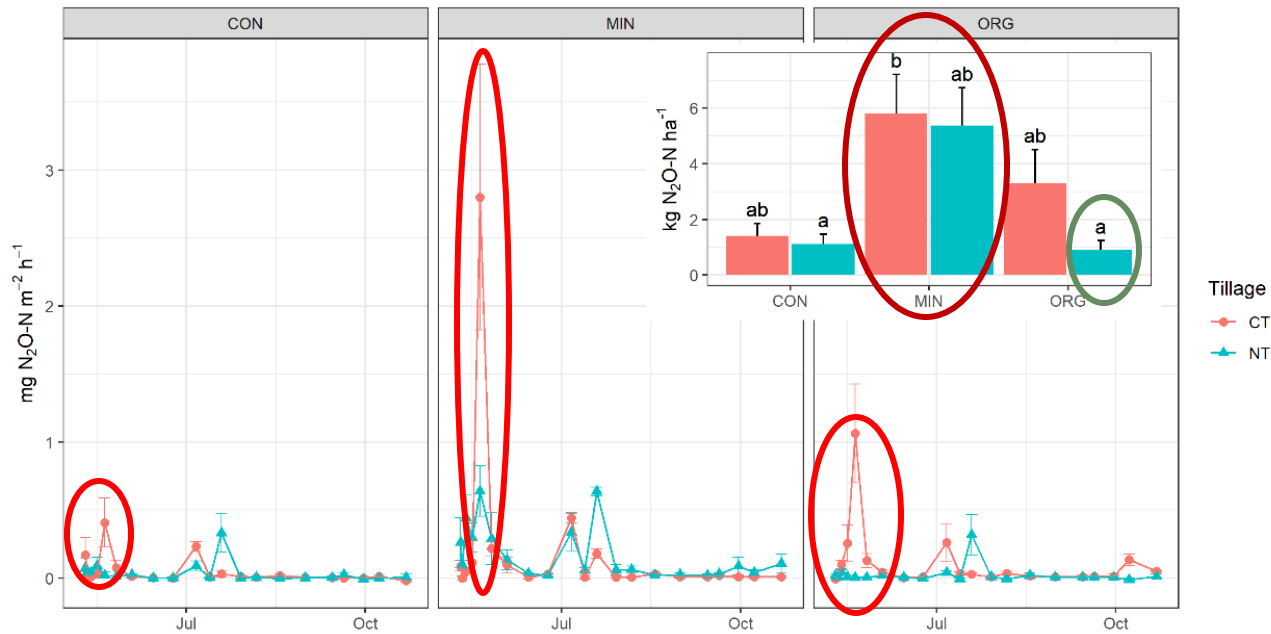 CON
MIN
ORG
mg N₂O-N m⁻² h⁻¹
3
2
1
0
Jul
Oct
Jul
Oct
Jul
Oct
kg N₂O-N ha⁻¹
6
4
2
0
ab
a
b
ab
ab
a
CON
MIN
ORG
Tillage
CT
NT